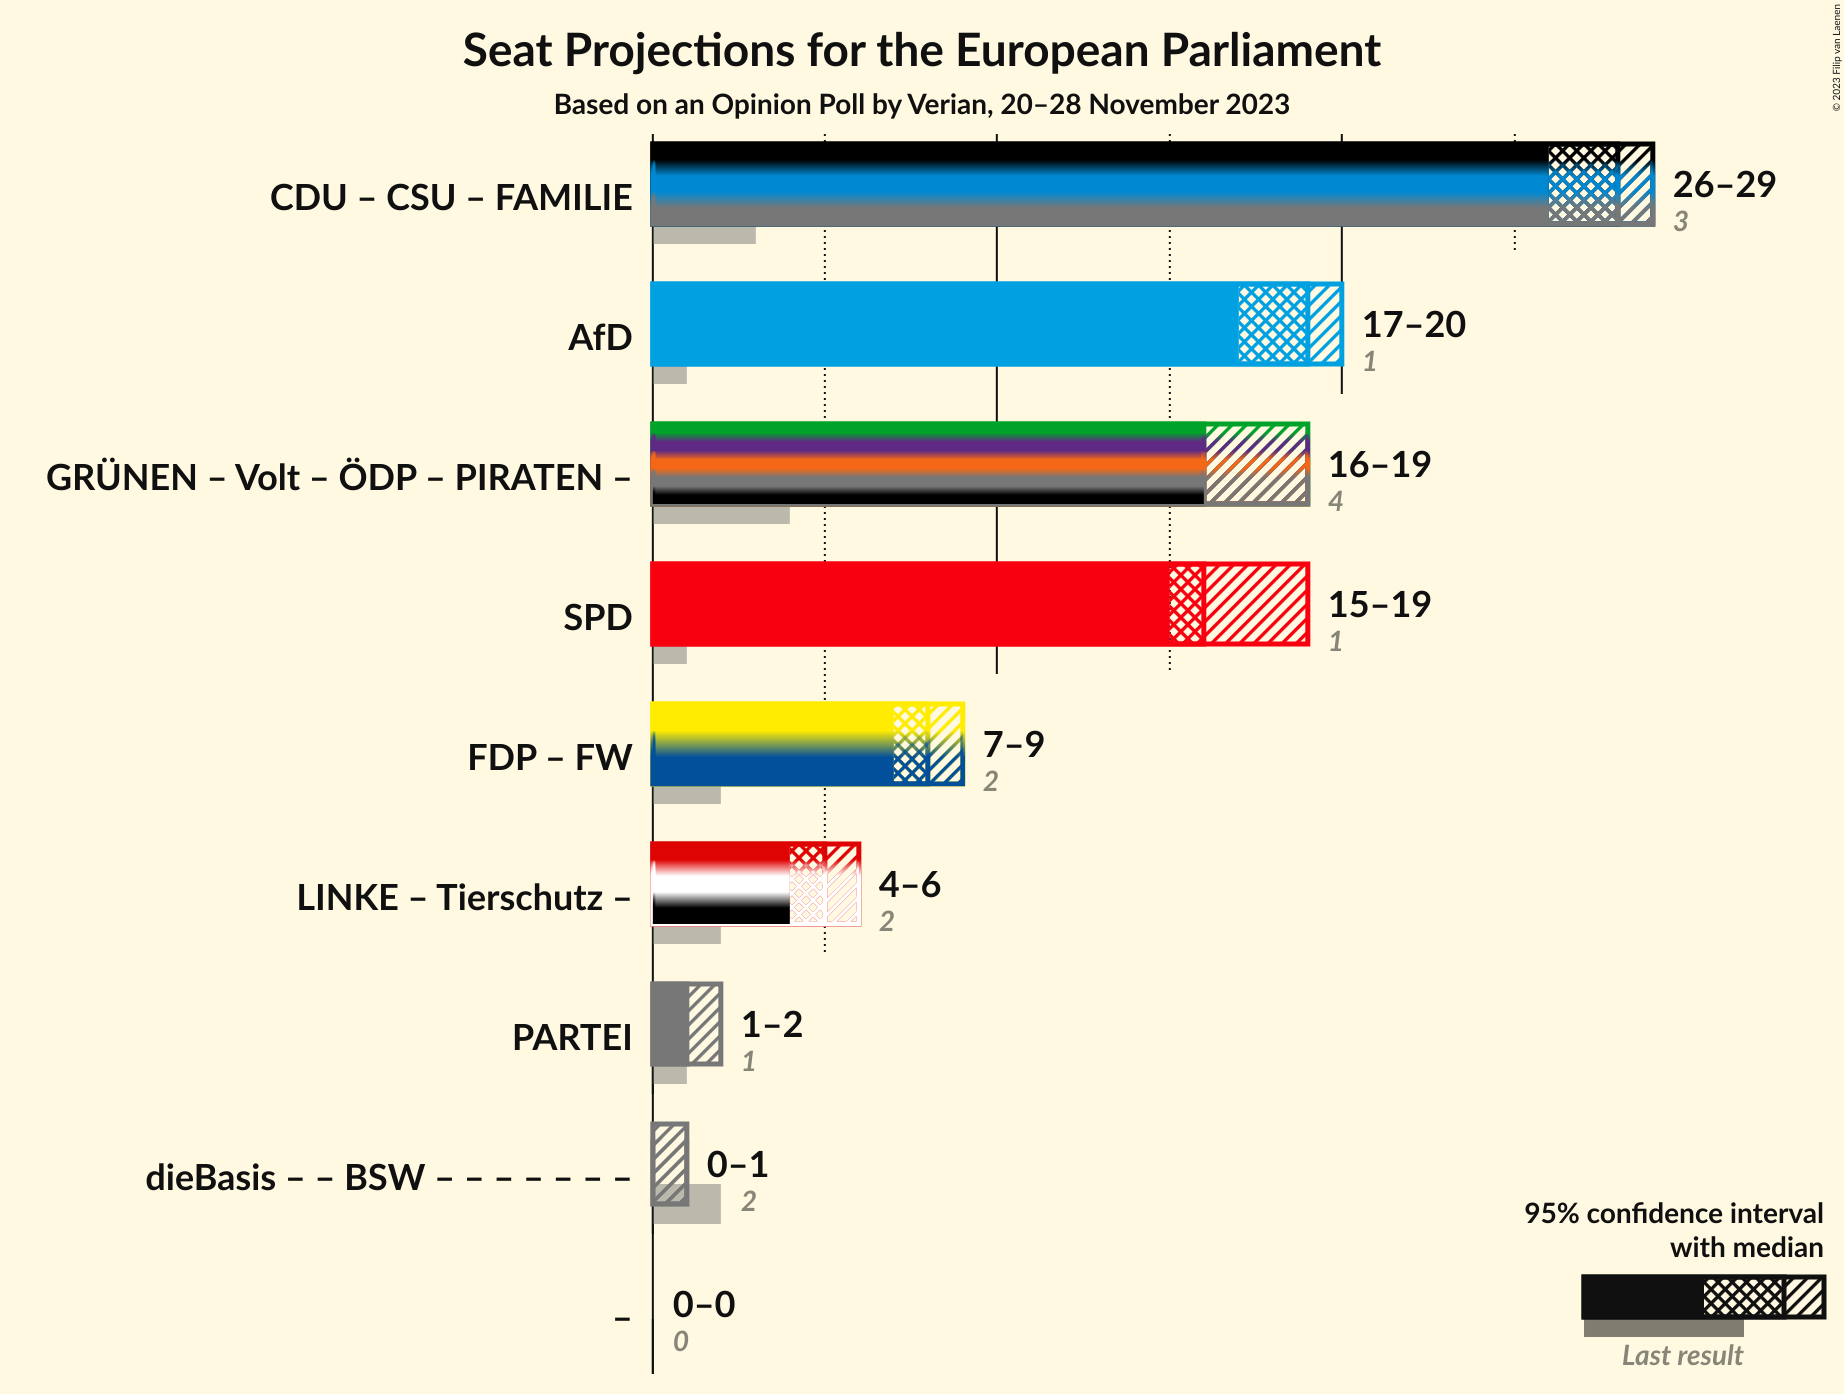 Seat Projections for the European Parliament
Based on an Opinion Poll by Verian, 20–28 November 2023
© 2023 Filip van Laenen
CDU – CSU – FAMILIE
26–29
3
AfD
17–20
1
GRÜNEN – Volt – ÖDP – PIRATEN –
16–19
4
SPD
15–19
1
FDP – FW
7–9
2
LINKE – Tierschutz –
4–6
2
PARTEI
1–2
1
dieBasis – – BSW – – – – – – –
0–1
2
–
0–0
0
95% confidence interval
with median
Last result